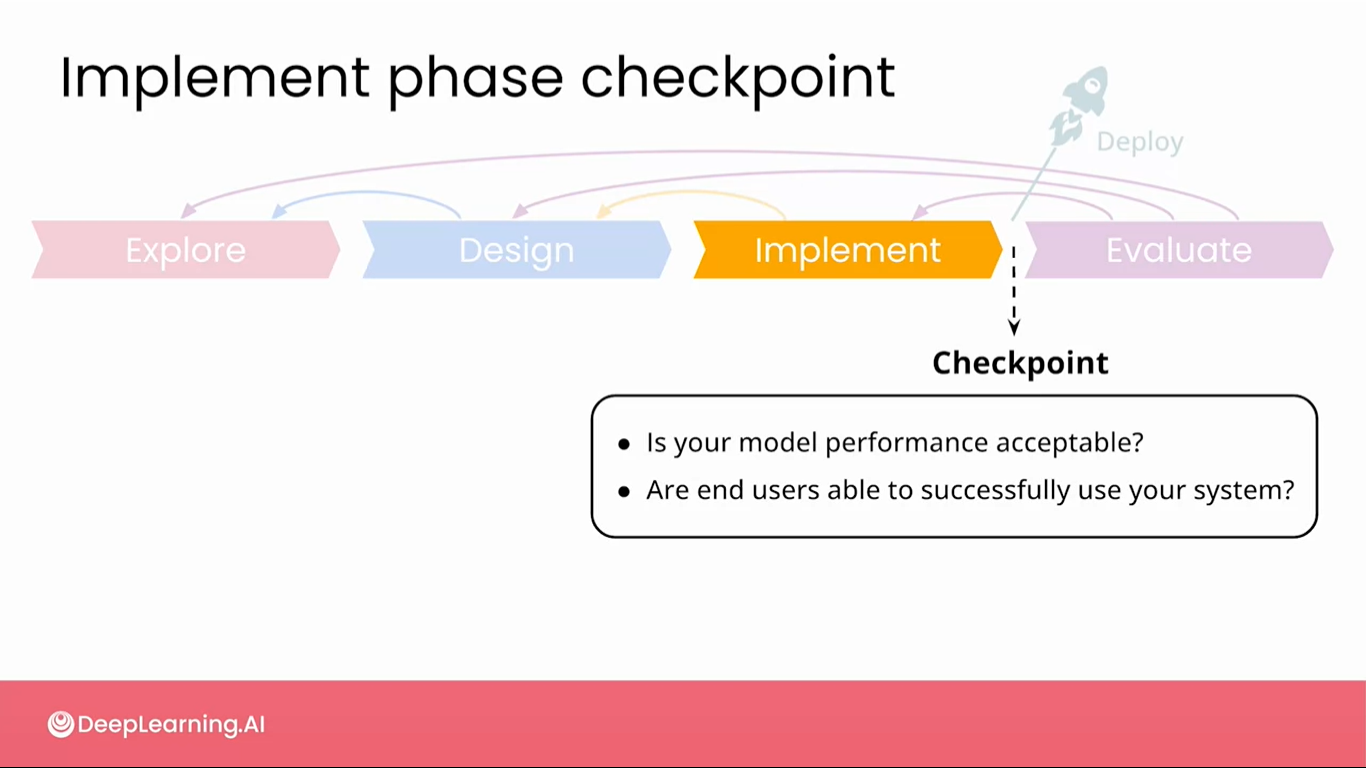 Implement phase checkpoint
Deploy
Explore
Design
Implement
Evaluate
Checkpoint
● Is your model performance acceptable?
● Are end users able to successfully use your system?
DeepLearning.AI